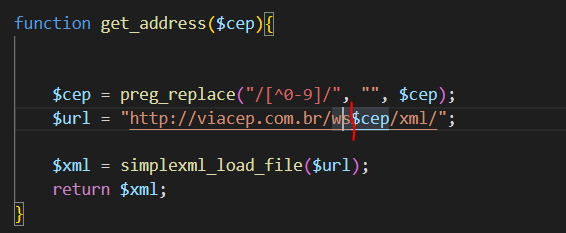 function get_address($cep){
$cep = preg_replace("/[^0-9]/", "", $cep);
$url = "http://viacep.com.br/ws$cep/xml/";
$xml = simplexml_load_file($url);
return $xml;
}